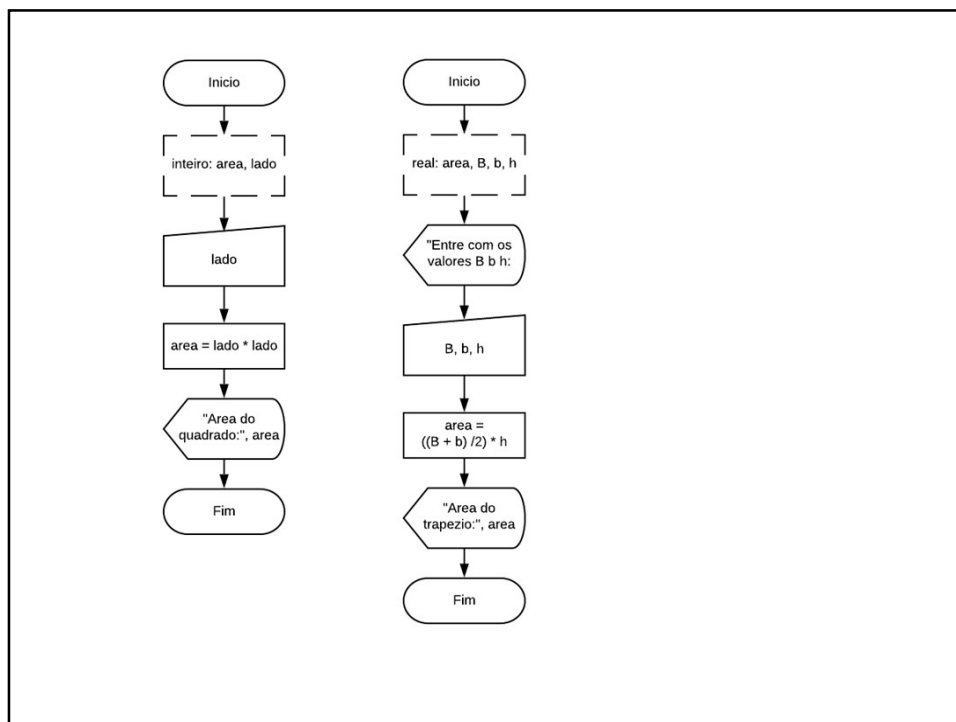 Inicio
inteiro: area, lado
lado
area = lado * lado
"Area do
quadrado:", area
Fim
Inicio
real: area, B, b, h
"Entre com os
valores B b h:
B, b, h
area =
((B + b) /2) * h
"Area do
trapezio:", area
Fim